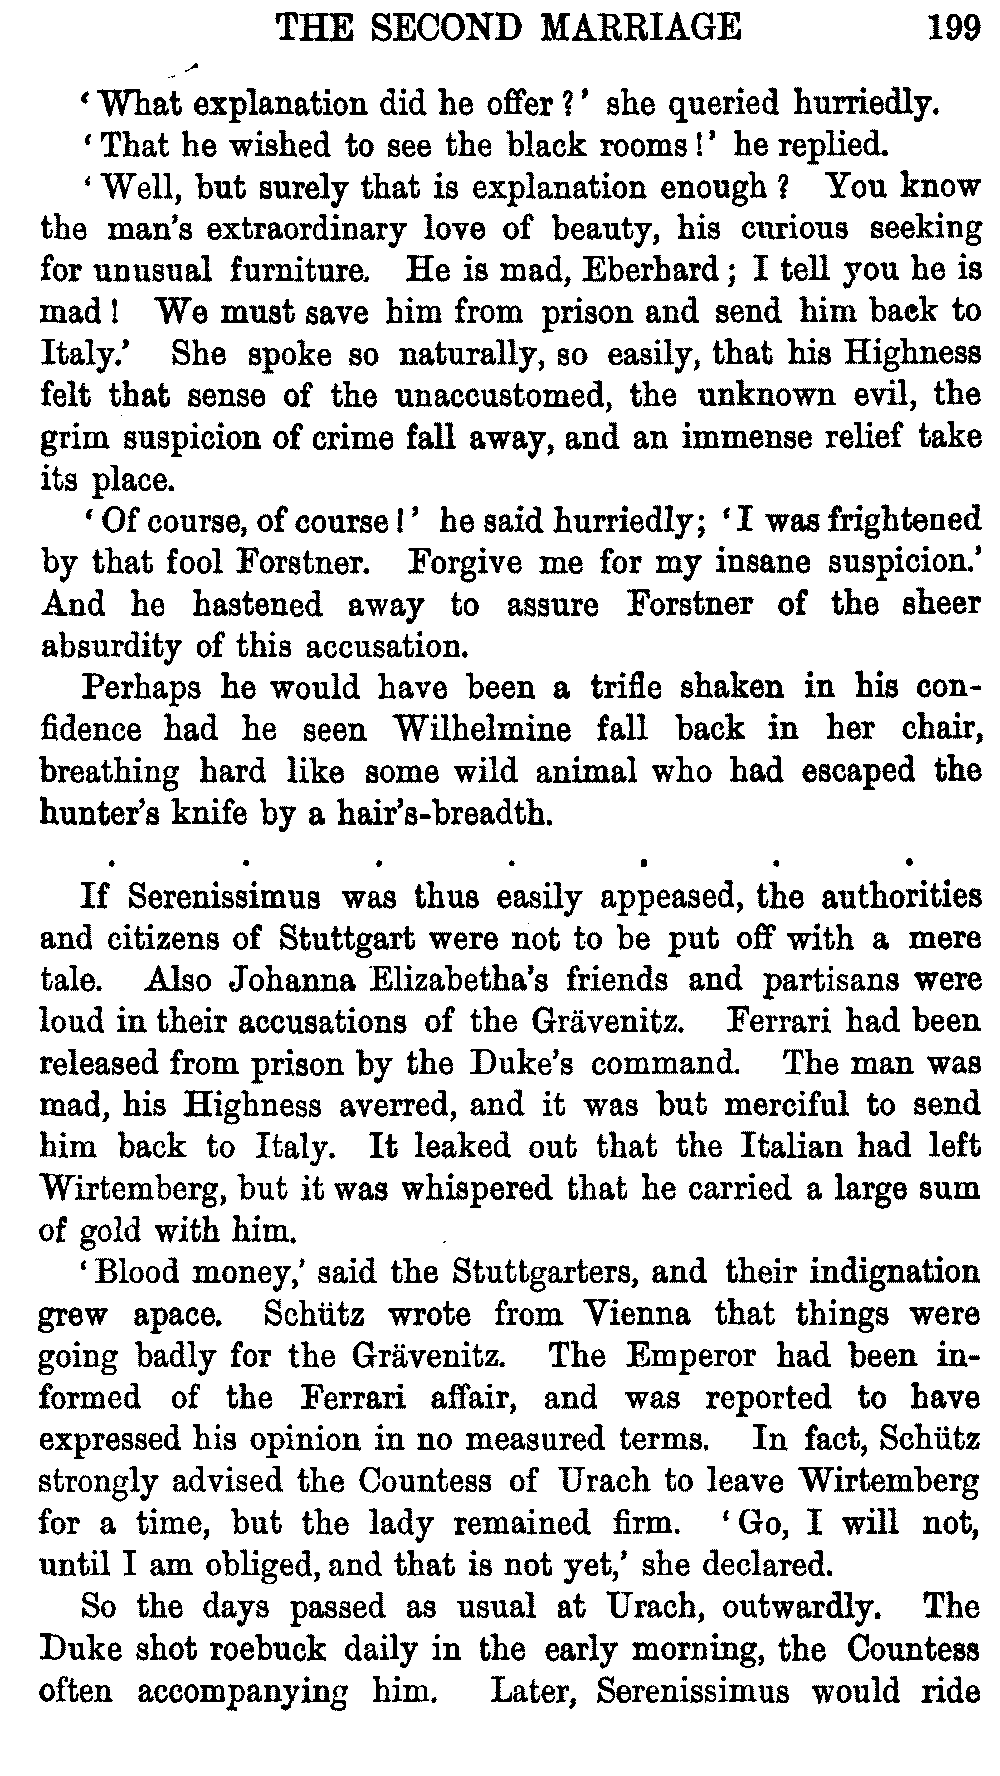 THE SECOND MARRIAGE 199
‘What explanation did he offer?’ she queried hurriedly.
‘That he wished to see the black rooms!’ he replied.
‘Well, but surely that is explanation enough? You know
the man's extraordinary love of beauty, his curious seeking
for unusual furniture. He is mad, Eberhard; I tell you he is
mad! We must save him from prison and send him back to
Italy.’ She spoke so naturally, so easily, that his Highness
felt that sense of the unaccustomed, the unknown evil, the
grim suspicion of crime fall away, and an immense relief take
its place.
‘Of course, of course!’ he said hurriedly; ‘I was frightened
by that fool Forstner. Forgive me for my insane suspicion.’
And he hastened away to assure Forstner of the sheer
absurdity of this accusation.
Perhaps he would have been a trifle shaken in his con-
fidence had he seen Wilhelmine fall back in her chair,
breathing hard like some wild animal who had escaped the
hunter's knife by a hair's-breadth.
. . . . . . .
If Serenissimus was thus easily appeased, the authorities
and citizens of Stuttgart were not to be put off with a mere
tale. Also Johanna Elizabetha's friends and partisans were
loud in their accusations of the Grävenitz. Ferrari had been
released from prison by the Duke's command. The man was
mad, his Highness averred, and it was but merciful to send
him back to Italy. It leaked out that the Italian had left
Wirtemberg, but it was whispered that he carried a large sum
of gold with him.
‘Blood money,’ said the Stuttgarters, and their indignation
grew apace. Schütz wrote from Vienna that things were
going badly for the Grävenitz. The Emperor had been in-
formed of the Ferrari affair, and was reported to have
expressed his opinion in no measured terms. In fact, Schütz
strongly advised the Countess of Urach to leave Wirtemberg
for a time, but the lady remained firm. ‘Go, I will not,
until I am obliged, and that is not yet,’ she declared.
So the days passed as usual at Urach, outwardly. The
Duke shot roebuck daily in the early morning, the Countess
often accompanying him. Later, Serenissimus would ride